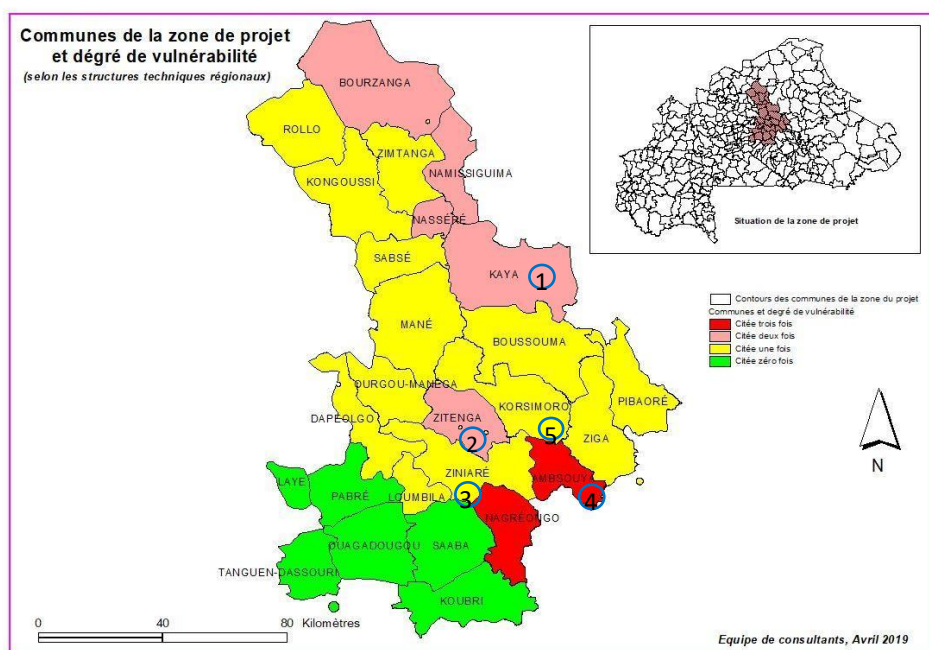 Communes de la zone de projet
et dégré de vulnérabilité
(selon les structures techniques régionaux)
BOURZANGA
ROLLO
ZIMTANGA
KONGOUSSI
NAMISSIGUIMA
NASSÉRÉ
SABSÉ
KAYA
1
MANÉ
BOUSSOUMA
OURGOU-MANEGA
DAPÉOLGO
ZITENGA
KORSIMORO
PIBAORÉ
ZIGA
2
5
ZINIARÉ
AMBSOUYA
LAYE
PABRÉ
LOUMBILA
3
4
NAGRÉONGO
OUAGADOUGOU
SAABA
TANGUEN-DASSOURI
KOUBRI
Situation de la zone de projet
Contours des communes de la zone du projet
Communes et dégré de vulnérabilité
Citée trois fois
Citée deux fois
Citée une fois
Citée zéro fois
N
0 40 80
Kilomètres
Equipe de consultants, Avril 2019